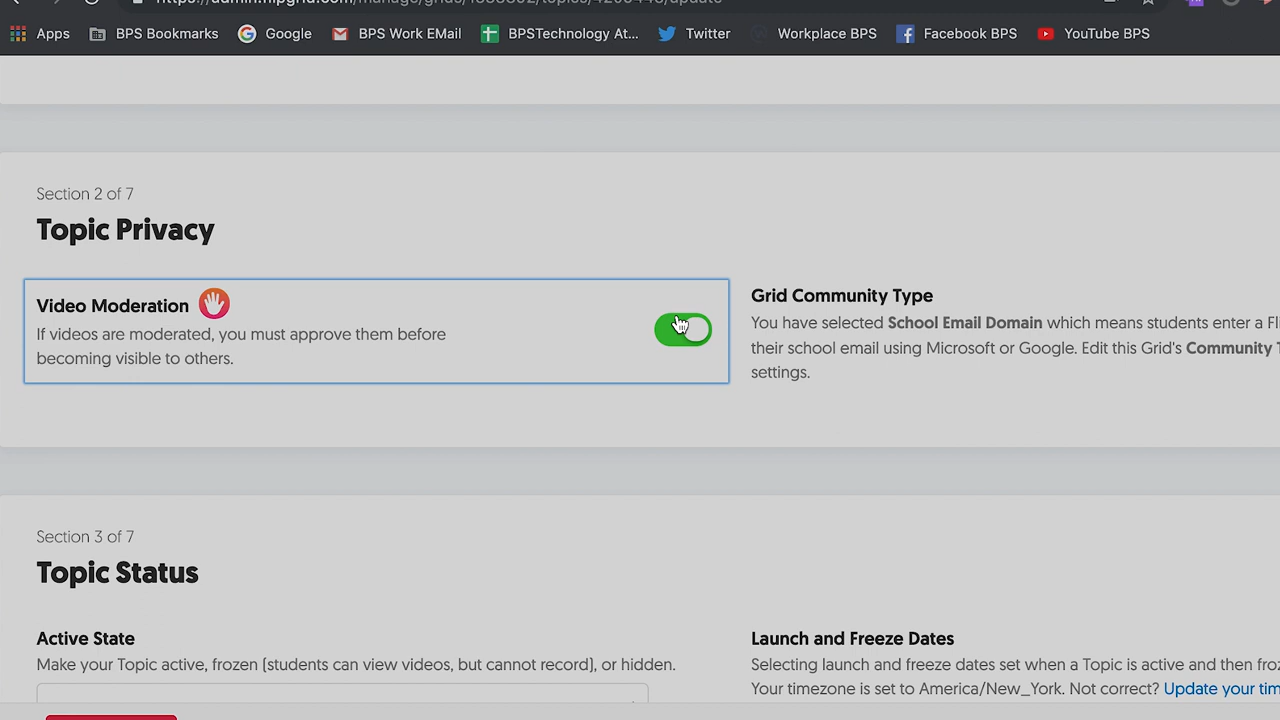 Apps BPS Bookmarks Google BPS Work EMail BPSTechnology At... Twitter Workplace BPS Facebook BPS YouTube BPS
Section 2 of 7
Topic Privacy
Video Moderation
If videos are moderated, you must approve them before
becoming visible to others.
Grid Community Type
You have selected School Email Domain which means students enter a Fli
their school email using Microsoft or Google. Edit this Grid's Community T
settings.
Section 3 of 7
Topic Status
Active State
Make your Topic active, frozen (students can view videos, but cannot record), or hidden.
Launch and Freeze Dates
Selecting launch and freeze dates set when a Topic is active and then froz
Your timezone is set to America/New_York. Not correct? Update your tim